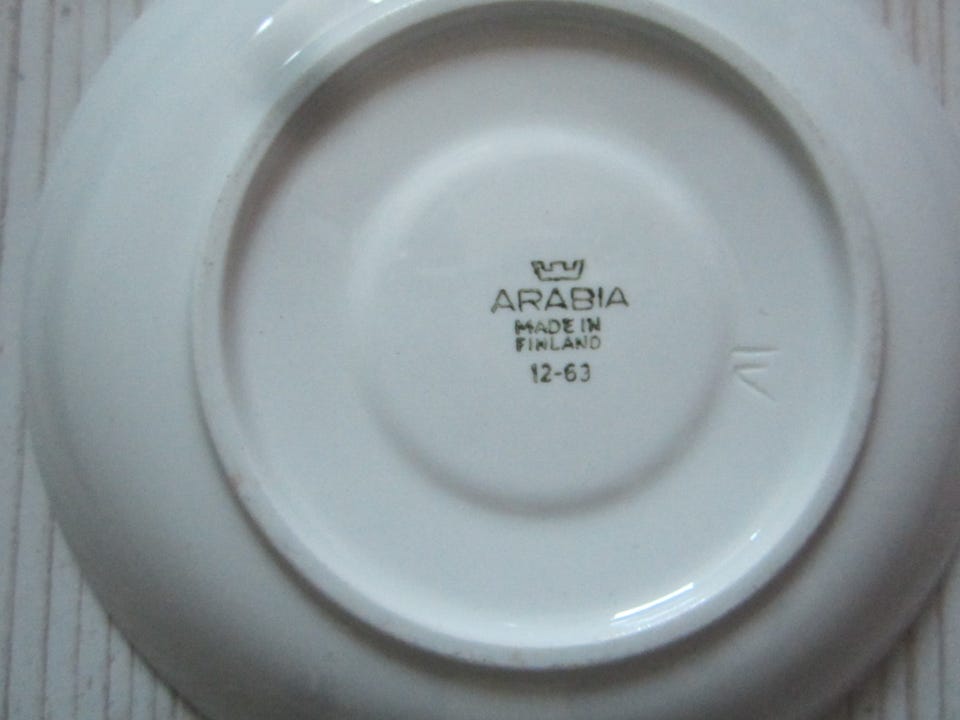 ARABIA
MADE IN
FINLAND
12-63